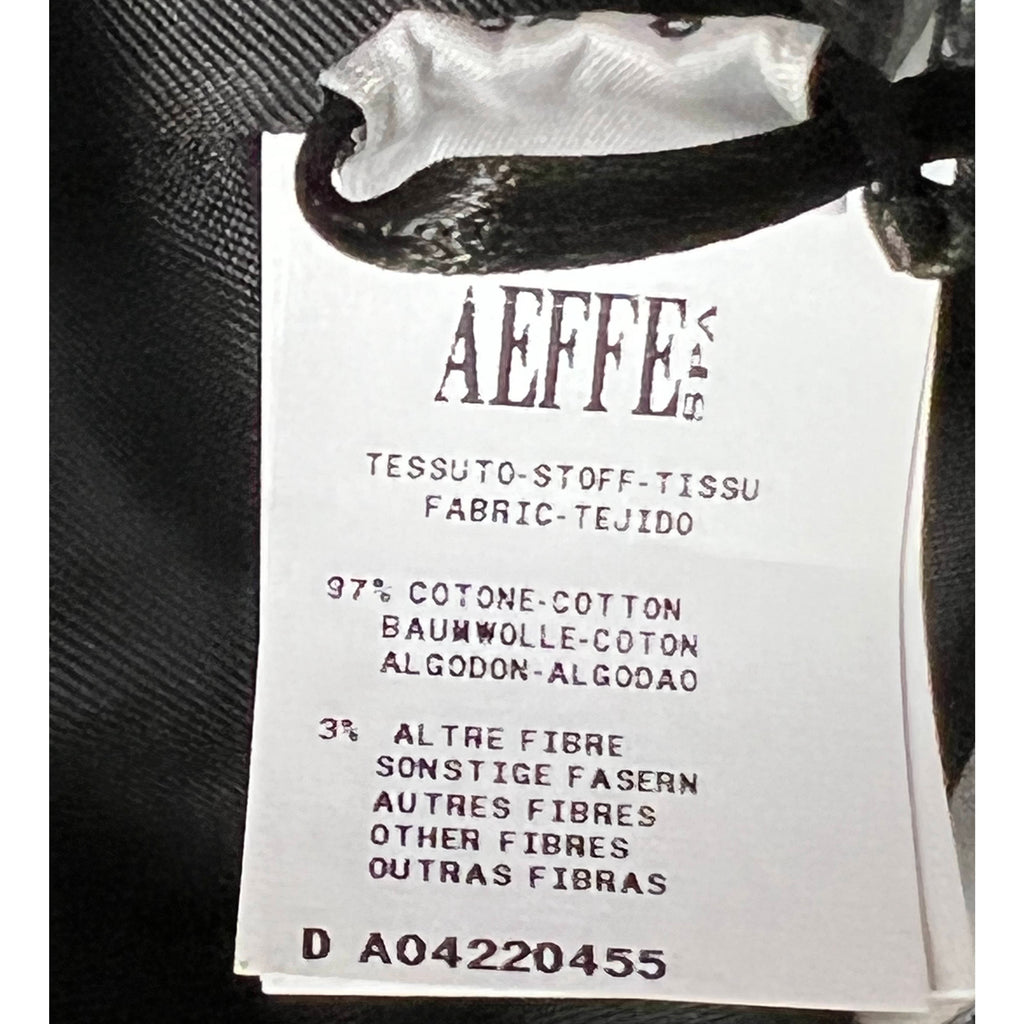 AEFFE
TESSUTO-STOFF-TISSU
FABRIC-TEJIDO
97% COTONE-COTTON
BAUMWOLLE-COTON
ALGODON-ALGODAO
3% ALTRE FIBRE
SONSTIGE FASERN
AUTRES FIBRES
OTHER FIBRES
OUTRAS FIBRAS
D A04220455